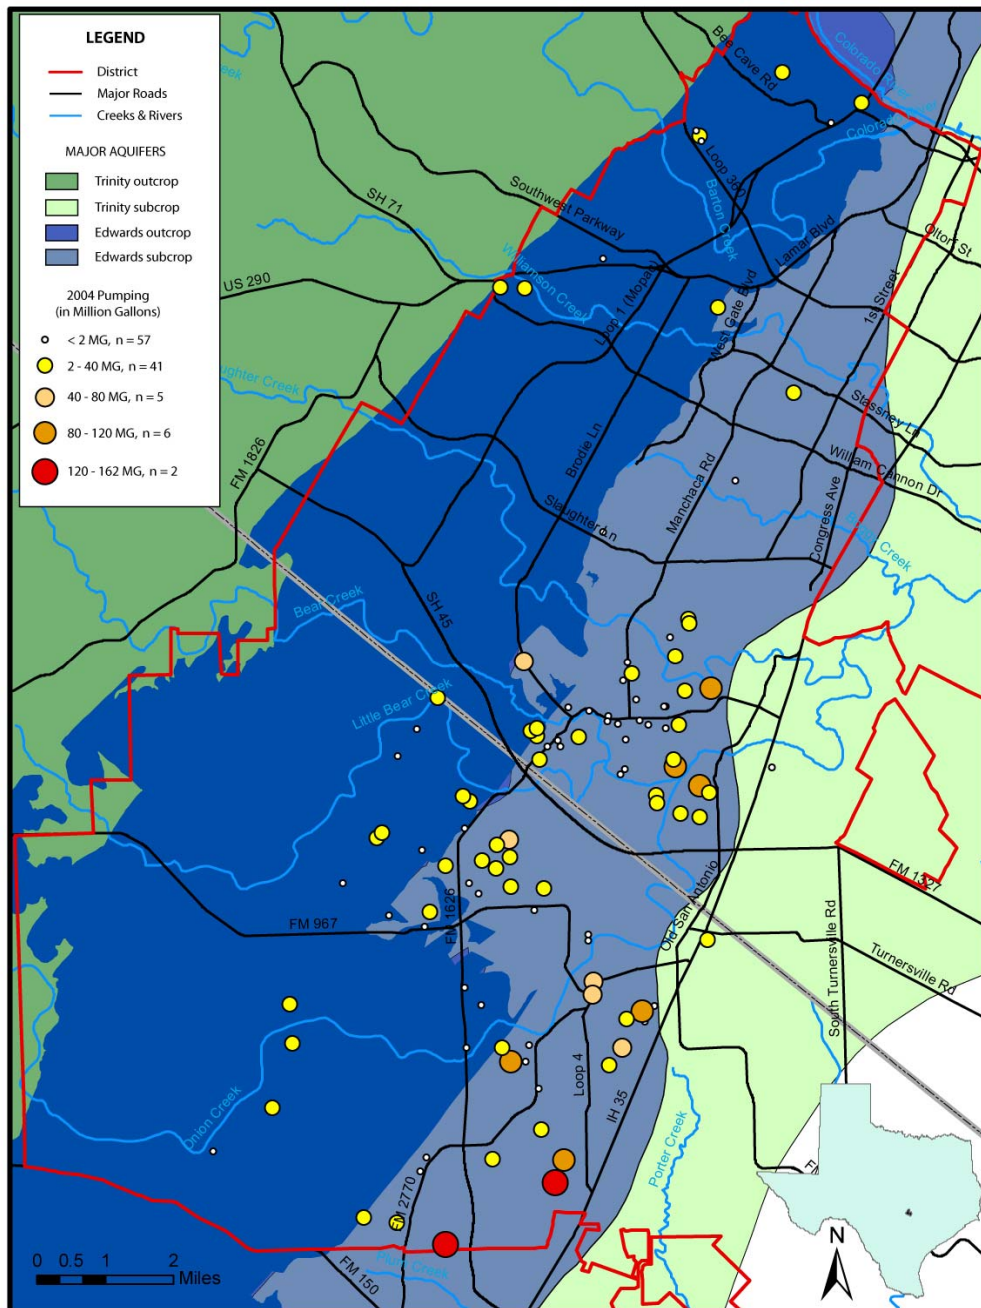 LEGEND
District
Major Roads
Creeks & Rivers
MAJOR AQUIFERS
Trinity outcrop
Trinity subcrop
Edwards outcrop
Edwards subcrop
2004 Pumping
(in Million Gallons)
< 2 MG, n = 57
2 - 40 MG, n = 41
40 - 80 MG, n = 5
80 - 120 MG, n = 6
120 - 162 MG, n = 2
Bee Cave Rd
Colorado River
Colorado River
Loop 360
Barton Creek
SH 71
Southwest Parkway
Lamar Blvd
Oltorf St
US 290
Williamson Creek
Loop 1 (Mopac)
West Gate Blvd
1st Street
Creek
Stassney Ln
FM 1826
Brodie Ln
Manchaca Rd
William Cannon Dr
Slaughter Ln
Congress Ave
Creek
Bear Creek
SH 45
Little Bear Creek
FM 1327
FM 967
FM 1626
Old San Antonio
South Turnersville Rd
Turnersville Rd
Onion Creek
Loop 4
IH 35
Porter Creek
FM 2770
Plum Creek
FM 150
0 0.5 1 2
Miles
N